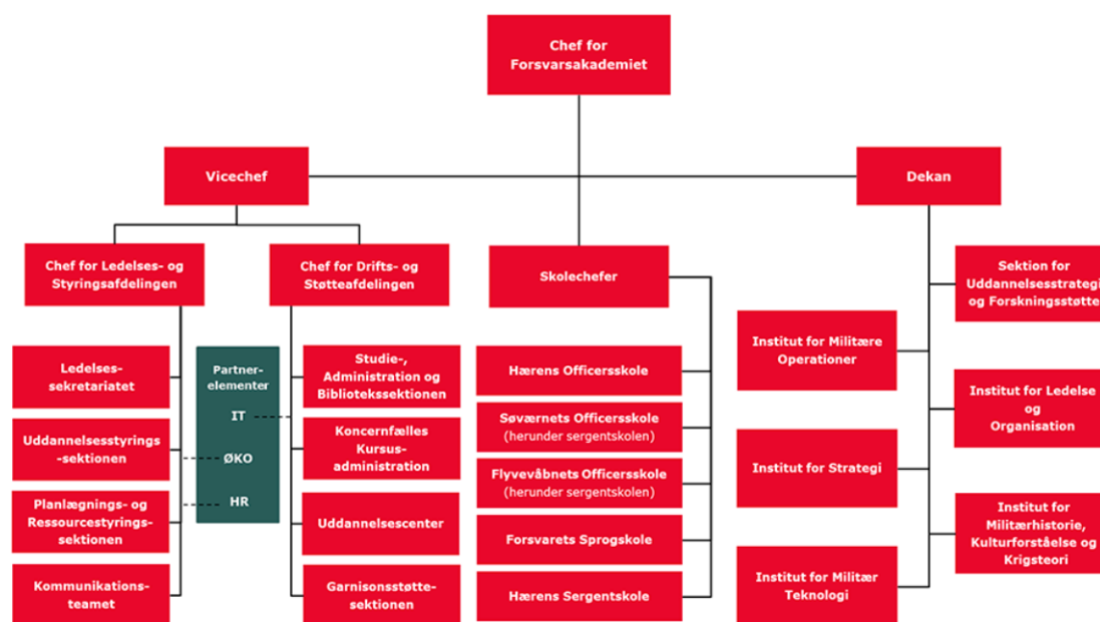 Chef for
Forsvarsakademiet
Vicechef
Dekan
Chef for Ledelses- og
Styringsafdelingen
Chef for Drifts- og
Støtteafdelingen
Skolechefer
Sektion for
Uddannelsesstrategi
og Forskningsstøtte
Ledelses-
sekretariatet
Uddannelsesstyrings
-sektionen
Planlægnings- og
Ressourcestyrings-
sektionen
Kommunikations-
teamet
Partner-
elementer
IT
ØKO
HR
Studie-,
Administration og
Bibliotekssektionen
Koncernfælles
Kursus-
administration
Uddannelsescenter
Garnisonsstøtte-
sektionen
Hærens Officersskole
Søværnets Officersskole
(herunder sergentskolen)
Flyvevåbnets Officersskole
(herunder sergentskolen)
Forsvarets Sprogskole
Hærens Sergentskole
Institut for Militære
Operationer
Institut for Strategi
Institut for Militær
Teknologi
Institut for Ledelse
og
Organisation
Institut for
Militærhistorie,
Kulturforståelse og
Krigsteori